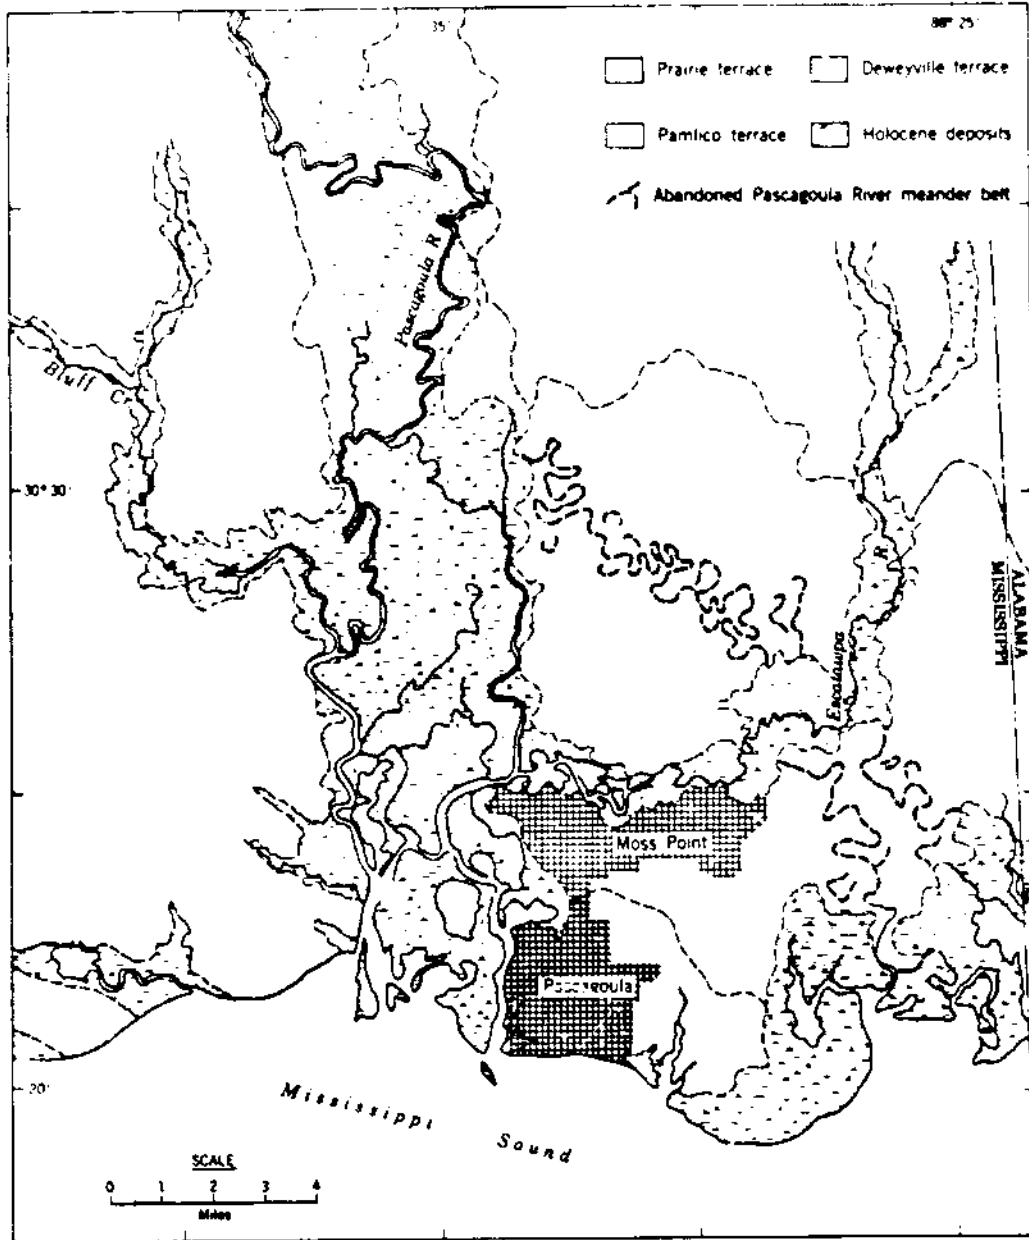 35'
88° 25'
Prairie terrace
Deweyville terrace
Pamlico terrace
Holocene deposits
Abandoned Pascagoula River meander belt
Pascagoula R
Bluff Cr
30° 30'
Escatawpa R
ALABAMA
MISSISSIPPI
Moss Point
Pascagoula
20'
Mississippi Sound
SCALE
0 1 2 3 4
Miles